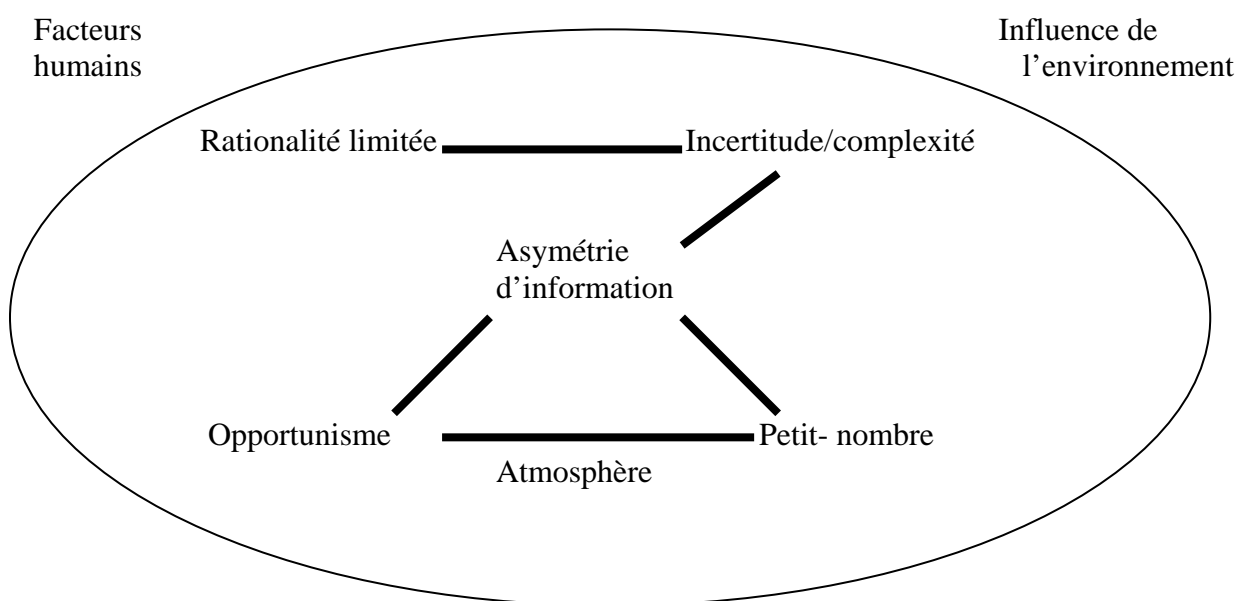 Facteurs
humains
Influence de
l’environnement
Rationalité limitée
Incertitude/complexité
Asymétrie
d’information
Opportunisme
Petit- nombre
Atmosphère